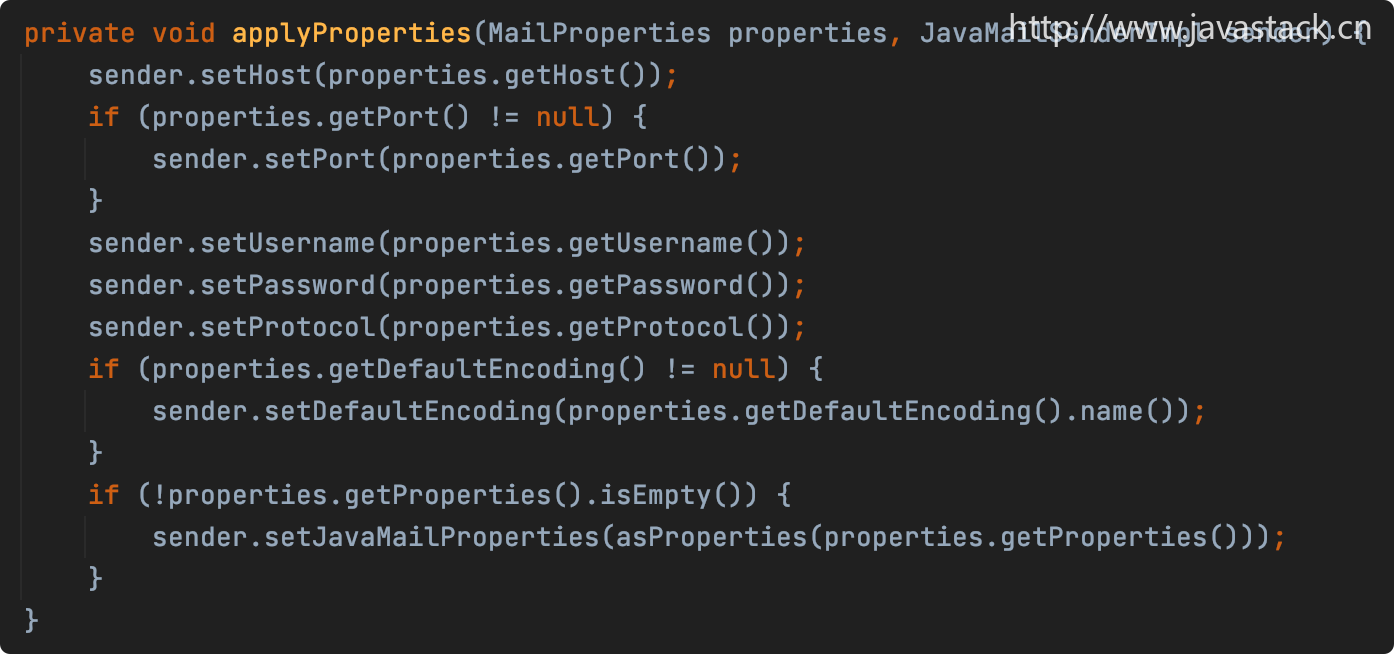 private void applyProperties(MailProperties properties, JavaMailSenderImpl sender) {
http://www.javastack.cn
    sender.setHost(properties.getHost());
    if (properties.getPort() != null) {
        sender.setPort(properties.getPort());
    }
    sender.setUsername(properties.getUsername());
    sender.setPassword(properties.getPassword());
    sender.setProtocol(properties.getProtocol());
    if (properties.getDefaultEncoding() != null) {
        sender.setDefaultEncoding(properties.getDefaultEncoding().name());
    }
    if (!properties.getProperties().isEmpty()) {
        sender.setJavaMailProperties(asProperties(properties.getProperties()));
    }
}